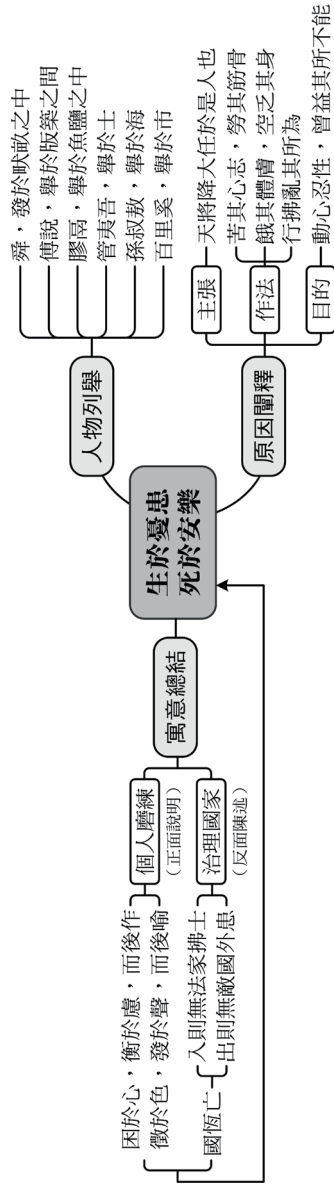 生於憂患
死於安樂
人物列舉
舜，發於畎畝之中
傅說，舉於版築之間
膠鬲，舉於魚鹽之中
管夷吾，舉於士
孫叔敖，舉於海
百里奚，舉於市
原因闡釋
主張
天將降大任於是人也
作法
苦其心志，勞其筋骨
餓其體膚，空乏其身
行拂亂其所為
目的
動心忍性，曾益其所不能
寓意總結
個人磨練
（正面說明）
困於心，衡於慮，而後作
徵於色，發於聲，而後喻
治理國家
（反面陳述）
入則無法家拂士
出則無敵國外患
國恆亡